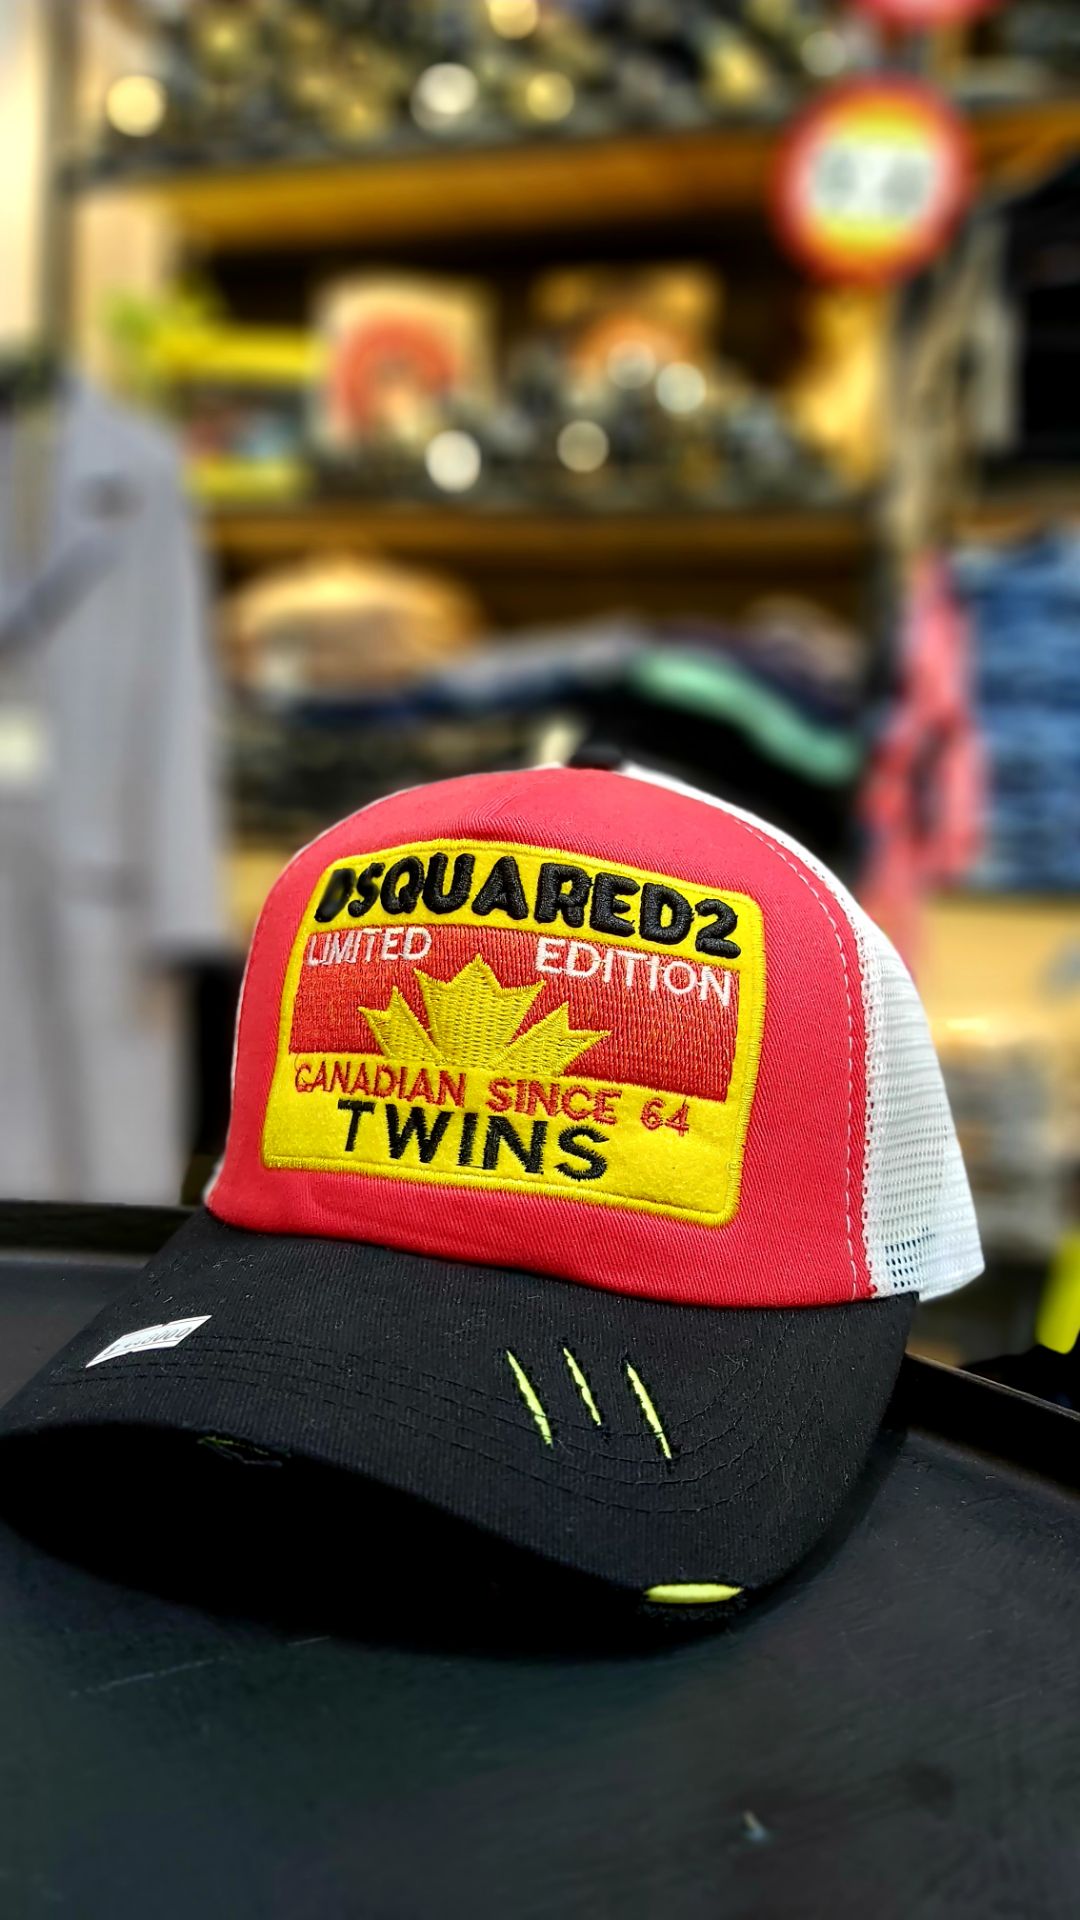 DSQUARED2
LIMITED EDITION
CANADIAN SINCE 64
TWINS